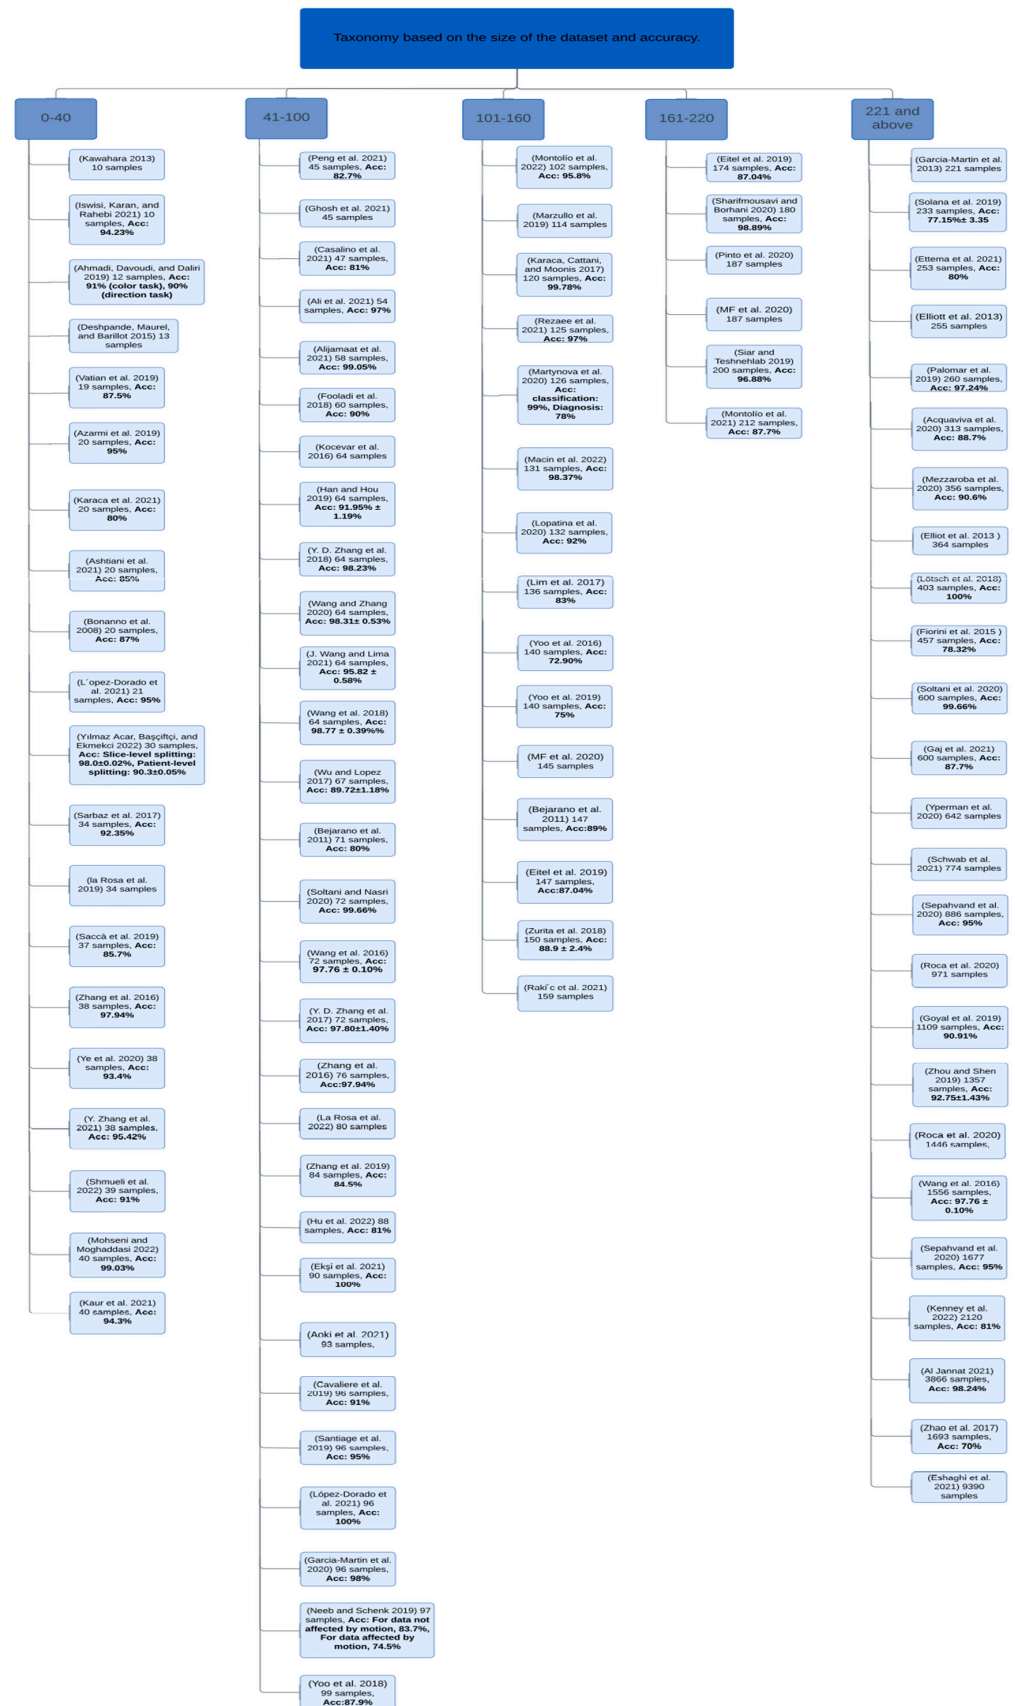 Taxonomy based on the size of the dataset and accuracy.
0-40
(Kawahara 2013)
10 samples
(Iswisi, Karan, and
Rahebi 2021) 10
samples, Acc:
94.23%
(Ahmadi, Davoudi, and Daliri
2019) 12 samples, Acc:
91% (color task), 90%
(direction task)
(Deshpande, Maurel,
and Barillot 2015) 13
samples
(Vatian et al. 2019)
19 samples, Acc:
87.5%
(Azarmi et al. 2019)
20 samples, Acc:
95%
(Karaca et al. 2021)
20 samples, Acc:
80%
(Ashtiani et al.
2021) 20 samples,
Acc: 85%
(Bonanno et al.
2008) 20 samples,
Acc: 87%
(L´opez-Dorado et
al. 2021) 21
samples, Acc: 95%
(Yılmaz Acar, Başçiftçi, and
Ekmekci 2022) 30 samples,
Acc: Slice-level splitting:
98.0±0.02%, Patient-level
splitting: 90.3±0.05%
(Sarbaz et al. 2017)
34 samples, Acc:
92.35%
(la Rosa et al.
2019) 34 samples
(Saccà et al. 2019)
37 samples, Acc:
85.7%
(Zhang et al. 2016)
38 samples, Acc:
97.94%
(Ye et al. 2020) 38
samples, Acc:
93.4%
(Y. Zhang et al.
2021) 38 samples,
Acc: 95.42%
(Shmueli et al.
2022) 39 samples,
Acc: 91%
(Mohseni and
Moghaddasi 2022)
40 samples, Acc:
99.03%
(Kaur et al. 2021)
40 samples, Acc:
94.3%
41-100
(Peng et al. 2021)
45 samples, Acc:
82.7%
(Ghosh et al. 2021)
45 samples
(Casalino et al.
2021) 47 samples,
Acc: 81%
(Ali et al. 2021) 54
samples, Acc: 97%
(Alijamaat et al.
2021) 58 samples,
Acc: 99.05%
(Fooladi et al.
2018) 60 samples,
Acc: 90%
(Kocevar et al.
2016) 64 samples
(Han and Hou
2019) 64 samples,
Acc: 91.95% ±
1.19%
(Y. D. Zhang et al.
2018) 64 samples,
Acc: 98.23%
(Wang and Zhang
2020) 64 samples,
Acc: 98.31± 0.53%
(J. Wang and Lima
2021) 64 samples,
Acc: 95.82 ±
0.58%
(Wang et al. 2018)
64 samples, Acc:
98.77 ± 0.39%%
(Wu and Lopez
2017) 67 samples,
Acc: 89.72±1.18%
(Bejarano et al.
2011) 71 samples,
Acc: 80%
(Soltani and Nasri
2020) 72 samples,
Acc: 99.66%
(Wang et al. 2016)
72 samples, Acc:
97.76 ± 0.10%
(Y. D. Zhang et al.
2017) 72 samples,
Acc: 97.80±1.40%
(Zhang et al.
2016) 76 samples,
Acc:97.94%
(La Rosa et al.
2022) 80 samples
(Zhang et al. 2019)
84 samples, Acc:
84.5%
(Hu et al. 2022) 88
samples, Acc: 81%
(Ekşi et al. 2021)
90 samples, Acc:
100%
(Aoki et al. 2021)
93 samples,
(Cavaliere et al.
2019) 96 samples,
Acc: 91%
(Santiage et al.
2019) 96 samples,
Acc: 95%
(López-Dorado et
al. 2021) 96
samples, Acc:
100%
(Garcia-Martin et al.
2020) 96 samples,
Acc: 98%
(Neeb and Schenk 2019) 97
samples, Acc: For data not
affected by motion, 83.7%,
For data affected by
motion, 74.5%
(Yoo et al. 2018)
99 samples,
Acc:87.9%
101-160
(Montolío et al.
2022) 102 samples,
Acc: 95.8%
(Marzullo et al.
2019) 114 samples
(Karaca, Cattani,
and Moonis 2017)
120 samples, Acc:
99.78%
(Rezaee et al.
2021) 125 samples,
Acc: 97%
(Martynova et al.
2020) 126 samples,
Acc:
classification:
99%, Diagnosis:
78%
(Macin et al. 2022)
131 samples, Acc:
98.37%
(Lopatina et al.
2020) 132 samples,
Acc: 92%
(Lim et al. 2017)
136 samples, Acc:
83%
(Yoo et al. 2016)
140 samples, Acc:
72.90%
(Yoo et al. 2019)
140 samples, Acc:
75%
(MF et al. 2020)
145 samples
(Bejarano et al.
2011) 147
samples, Acc:89%
(Eitel et al. 2019)
147 samples,
Acc:87.04%
(Zurita et al. 2018)
150 samples, Acc:
88.9 ± 2.4%
(Raki´c et al. 2021)
159 samples
161-220
(Eitel et al. 2019)
174 samples, Acc:
87.04%
(Sharifmousavi and
Borhani 2020) 180
samples, Acc:
98.89%
(Pinto et al. 2020)
187 samples
(MF et al. 2020)
187 samples
(Siar and
Teshnehlab 2019)
200 samples, Acc:
96.88%
(Montolío et al.
2021) 212 samples,
Acc: 87.7%
221 and
above
(Garcia-Martin et al.
2013) 221 samples
(Solana et al. 2019)
233 samples, Acc:
77.15%± 3.35
(Ettema et al. 2021)
253 samples, Acc:
80%
(Elliott et al. 2013)
255 samples
(Palomar et al.
2019) 260 samples,
Acc: 97.24%
(Acquaviva et al.
2020) 313 samples,
Acc: 88.7%
(Mezzaroba et al.
2020) 356 samples,
Acc: 90.6%
(Elliot et al. 2013 )
364 samples
(Lötsch et al. 2018)
403 samples, Acc:
100%
(Fiorini et al. 2015 )
457 samples, Acc:
78.32%
(Soltani et al. 2020)
600 samples, Acc:
99.66%
(Gaj et al. 2021)
600 samples, Acc:
87.7%
(Yperman et al.
2020) 642 samples
(Schwab et al.
2021) 774 samples
(Sepahvand et al.
2020) 886 samples,
Acc: 95%
(Roca et al. 2020)
971 samples
(Goyal et al. 2019)
1109 samples, Acc:
90.91%
(Zhou and Shen
2019) 1357
samples, Acc:
92.75±1.43%
(Roca et al. 2020)
1446 samples,
(Wang et al. 2016)
1556 samples,
Acc: 97.76 ±
0.10%
(Sepahvand et al.
2020) 1677
samples, Acc: 95%
(Kenney et al.
2022) 2120
samples, Acc: 81%
(Al Jannat 2021)
3866 samples,
Acc: 98.24%
(Zhao et al. 2017)
1693 samples,
Acc: 70%
(Eshaghi et al.
2021) 9390
samples